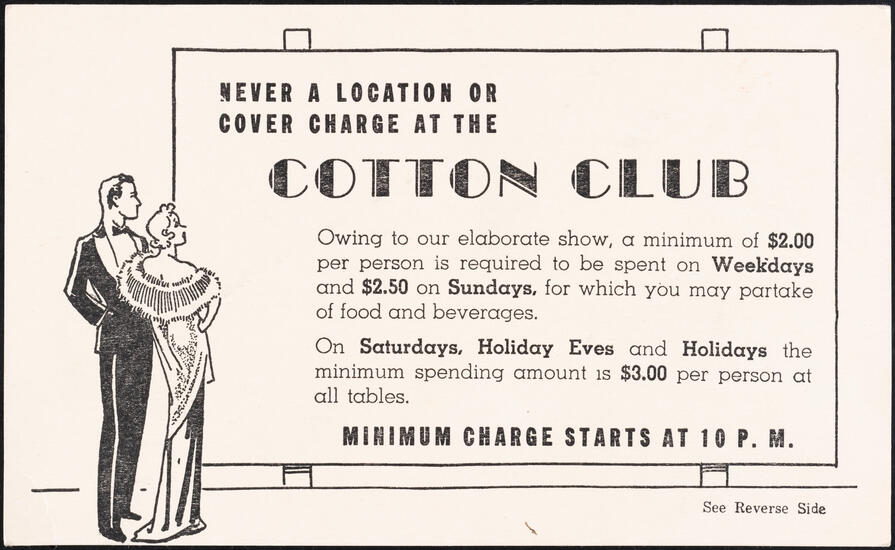 NEVER A LOCATION OR
COVER CHARGE AT THE
COTTON CLUB
Owing to our elaborate show, a minimum of $2.00
per person is required to be spent on Weekdays
and $2.50 on Sundays, for which you may partake
of food and beverages.
On Saturdays, Holiday Eves and Holidays the
minimum spending amount is $3.00 per person at
all tables.
MINIMUM CHARGE STARTS AT 10 P. M.
See Reverse Side